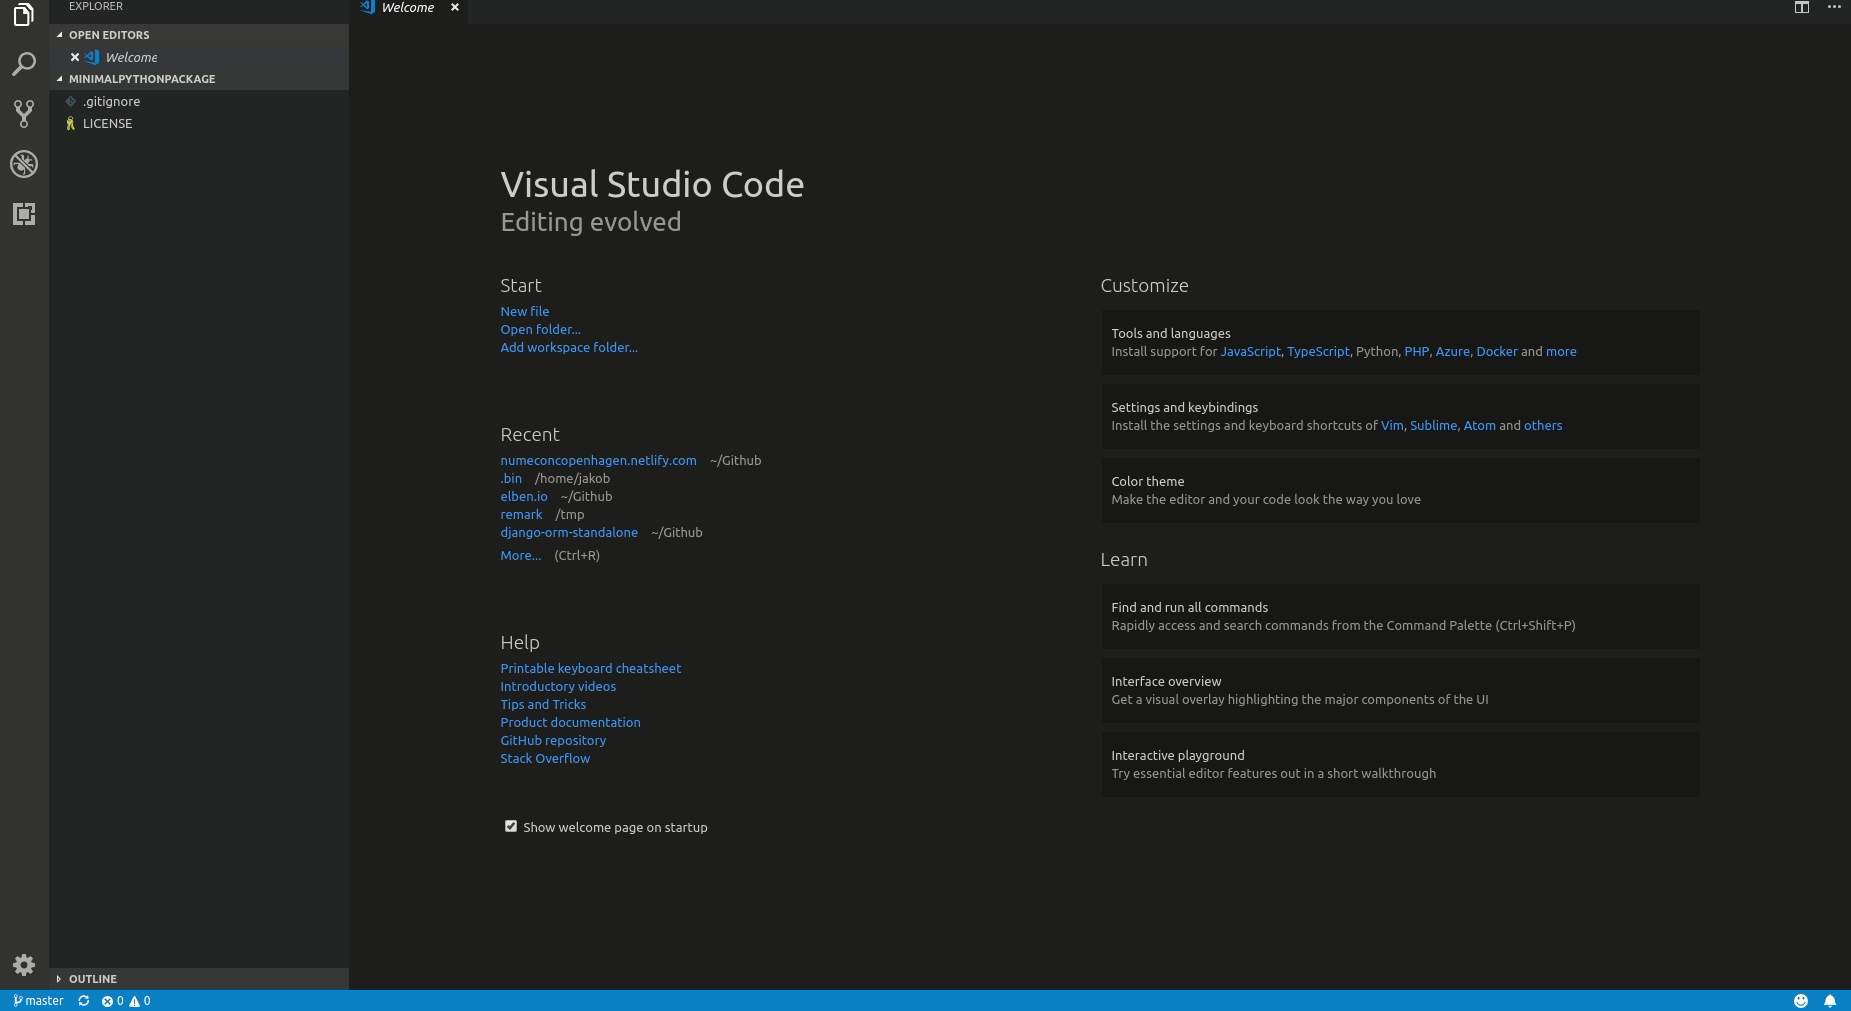 EXPLORER
OPEN EDITORS
Welcome
MINIMALPYTHONPACKAGE
.gitignore
LICENSE
OUTLINE
Welcome
Visual Studio Code
Editing evolved
Start
New file
Open folder...
Add workspace folder...
Recent
numeconcopenhagen.netlify.com ~/Github
.bin /home/jakob
elben.io ~/Github
remark /tmp
django-orm-standalone ~/Github
More... (Ctrl+R)
Help
Printable keyboard cheatsheet
Introductory videos
Tips and Tricks
Product documentation
GitHub repository
Stack Overflow
Show welcome page on startup
Customize
Tools and languages
Install support for JavaScript, TypeScript, Python, PHP, Azure, Docker and more
Settings and keybindings
Install the settings and keyboard shortcuts of Vim, Sublime, Atom and others
Color theme
Make the editor and your code look the way you love
Learn
Find and run all commands
Rapidly access and search commands from the Command Palette (Ctrl+Shift+P)
Interface overview
Get a visual overlay highlighting the major components of the UI
Interactive playground
Try essential editor features out in a short walkthrough
master 0 0